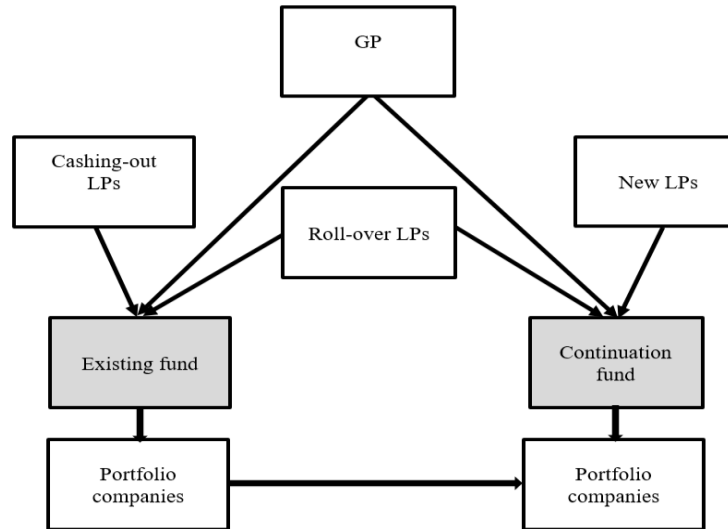 GP
Cashing-out
LPs
Roll-over LPs
New LPs
Existing fund
Continuation
fund
Portfolio
companies
Portfolio
companies